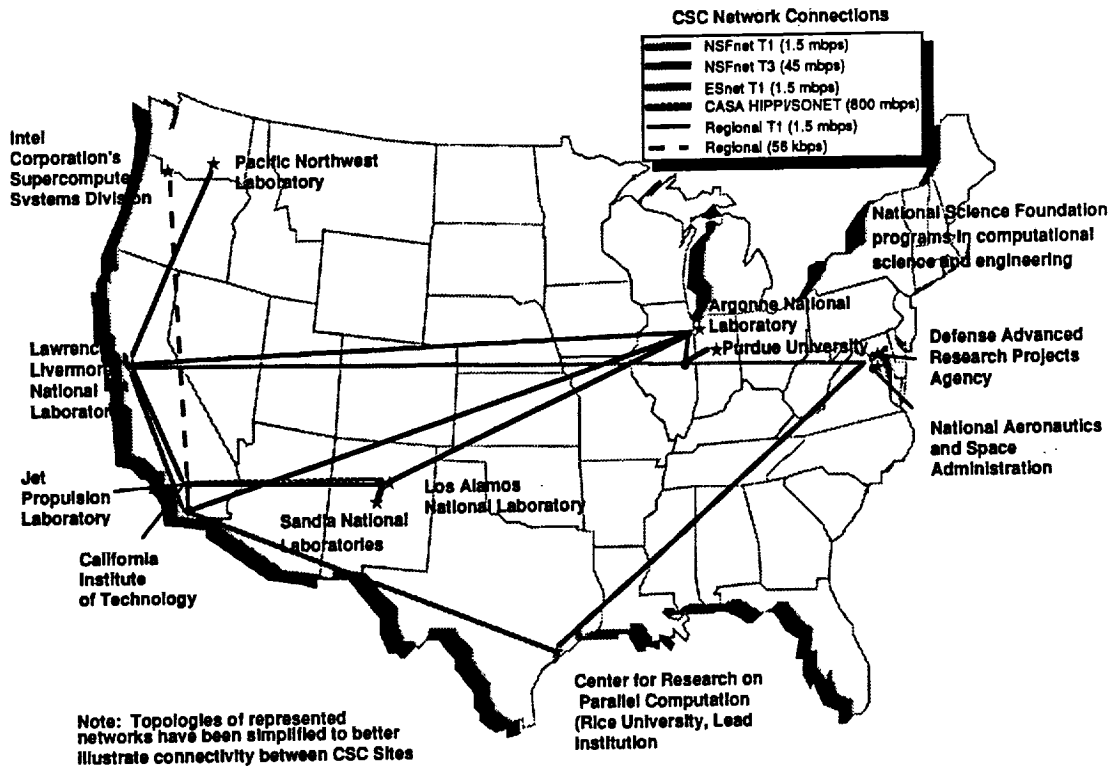 CSC Network Connections
NSFnet T1 (1.5 mbps)
NSFnet T3 (45 mbps)
ESnet T1 (1.5 mbps)
CASA HIPPI/SONET (800 mbps)
Regional T1 (1.5 mbps)
Regional (56 kbps)
Intel
Corporation's
Supercompute
Systems Division
Pacific Northwest
Laboratory
National Science Foundation
programs in computational
science and engineering
Argonne National
Laboratory
Purdue University
Defense Advanced
Research Projects
Agency
National Aeronautics
and Space
Administration
Lawrenc
Livermor
National
Laborator
Jet
Propulsion
Laboratory
California
Institute
of Technology
Los Alamos
National Laboratory
Sandia National
Laboratories
Center for Research on
Parallel Computation
(Rice University, Lead
Institution
Note: Topologies of represented
networks have been simplified to better
illustrate connectivity between CSC Sites